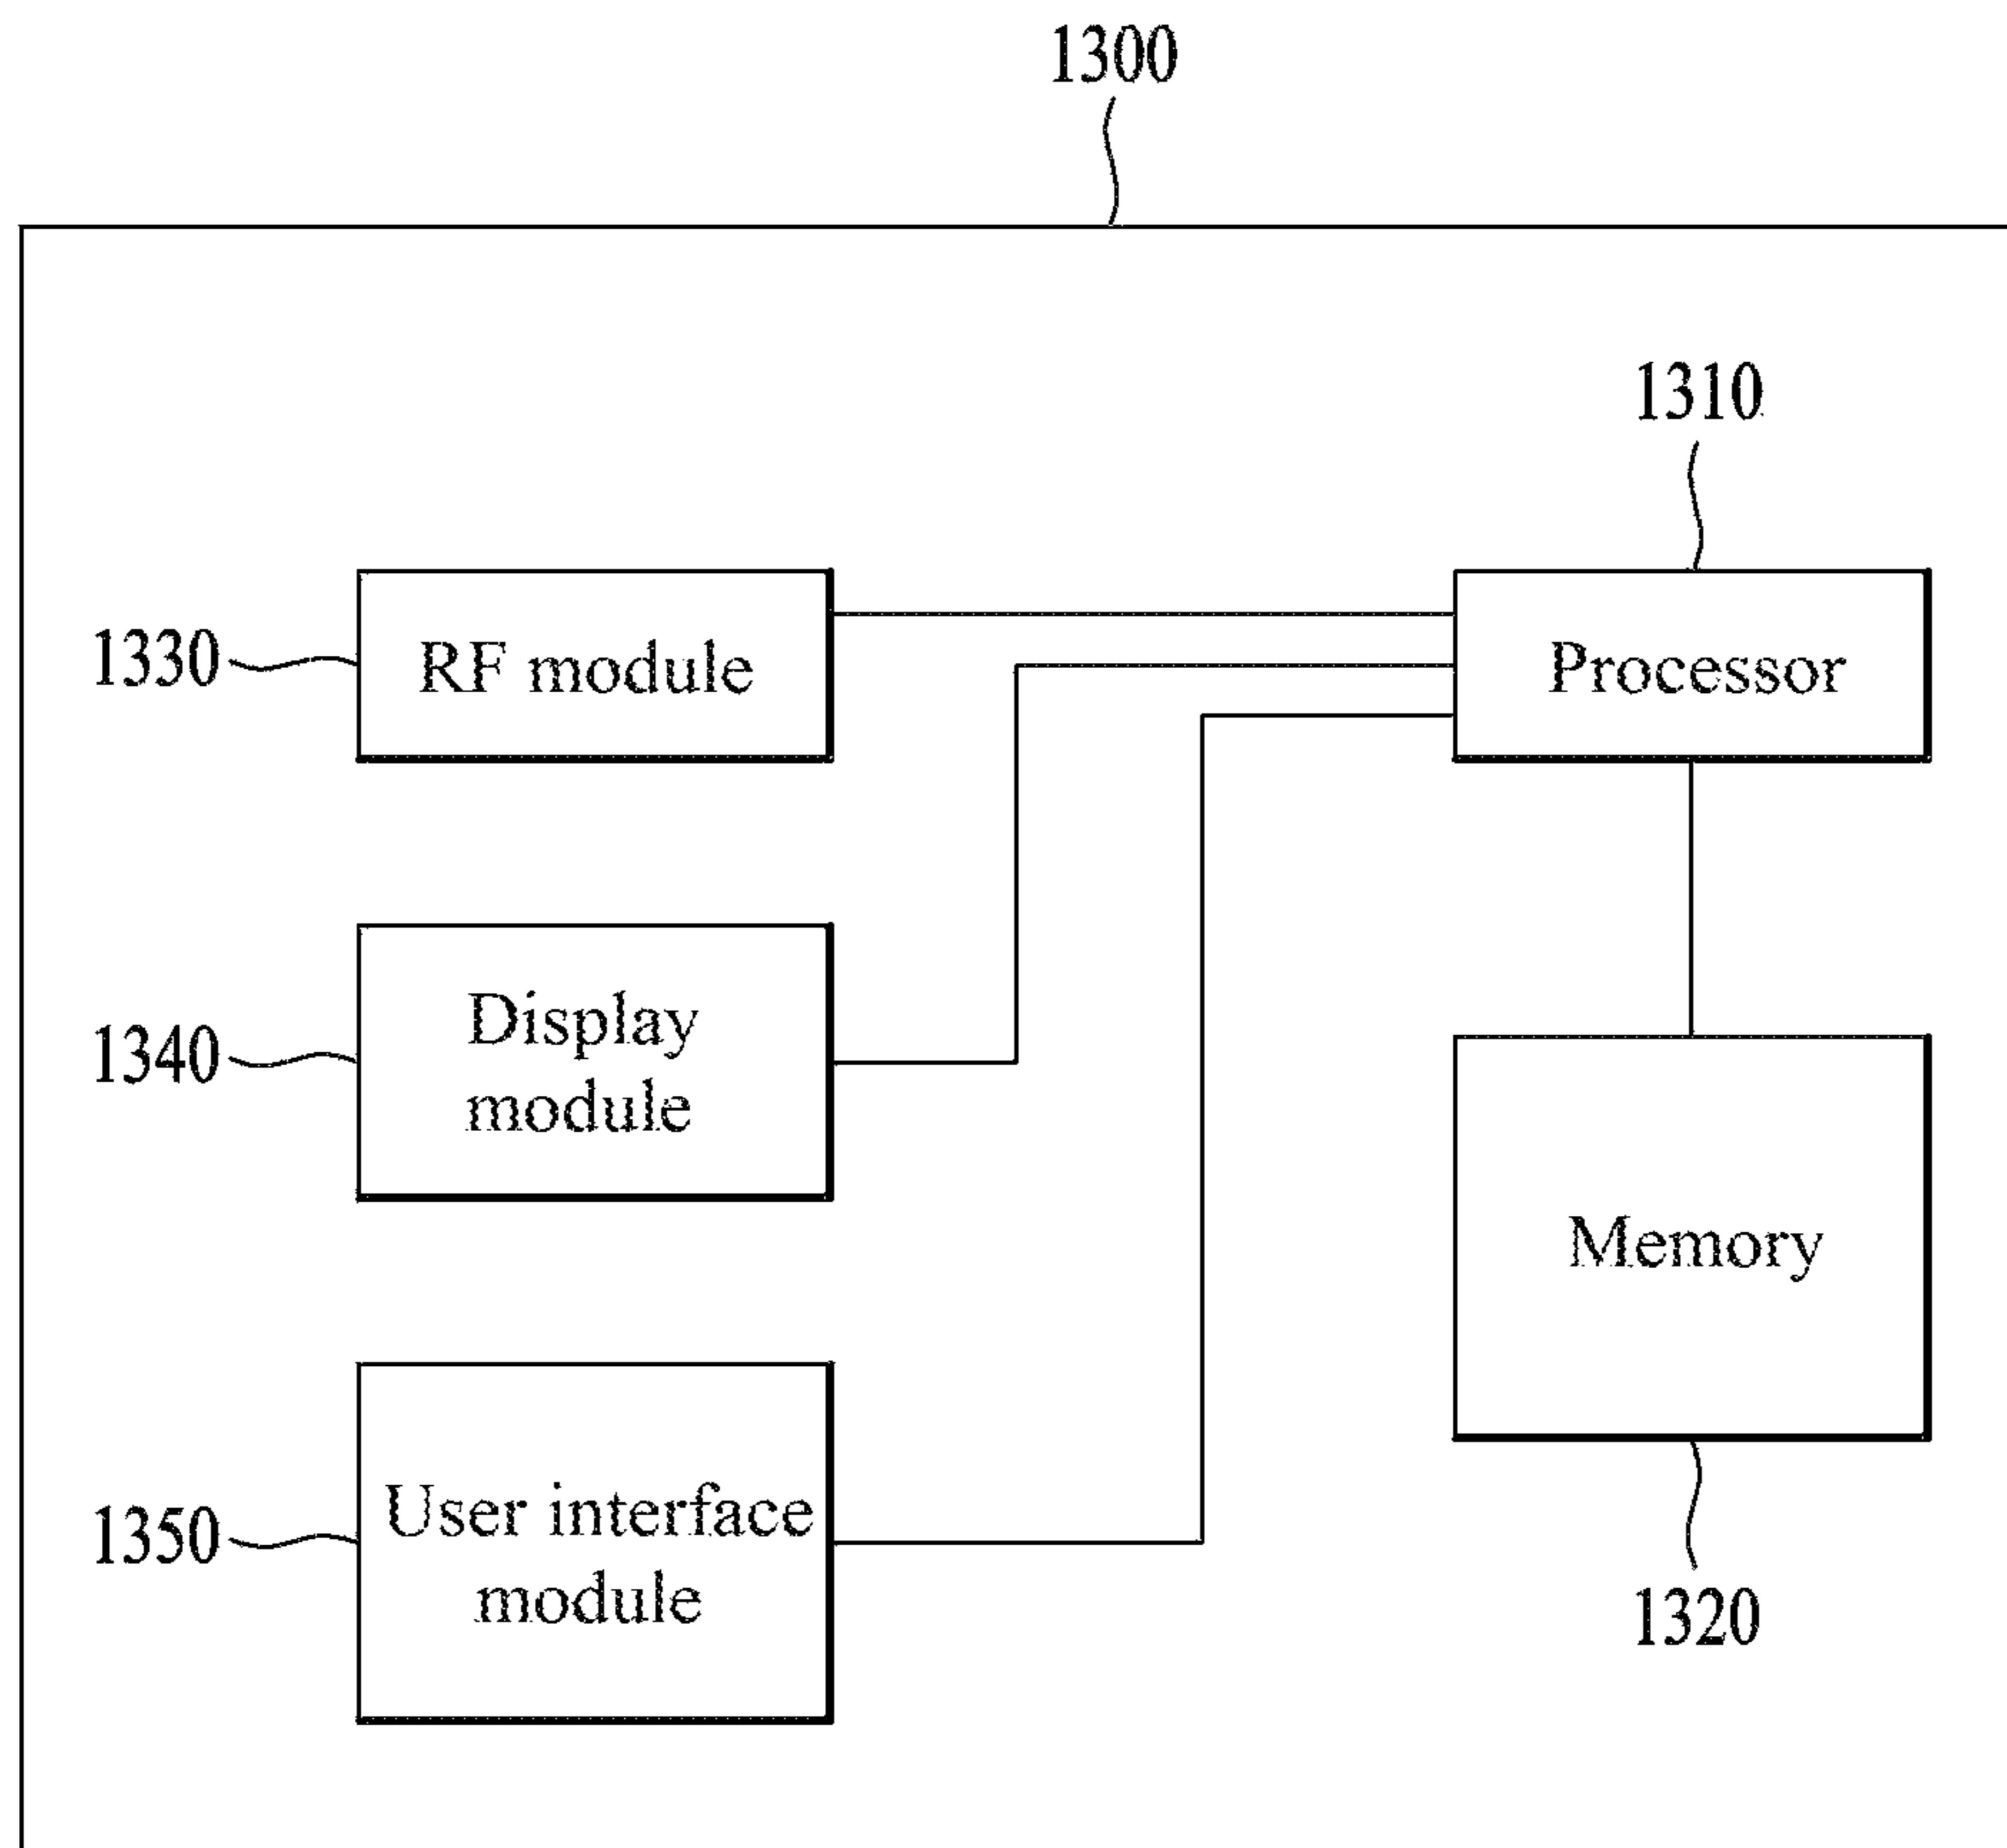 1300
1310
1330
RF module
Processor
1340
Display
module
Memory
1350
User interface
module
1320